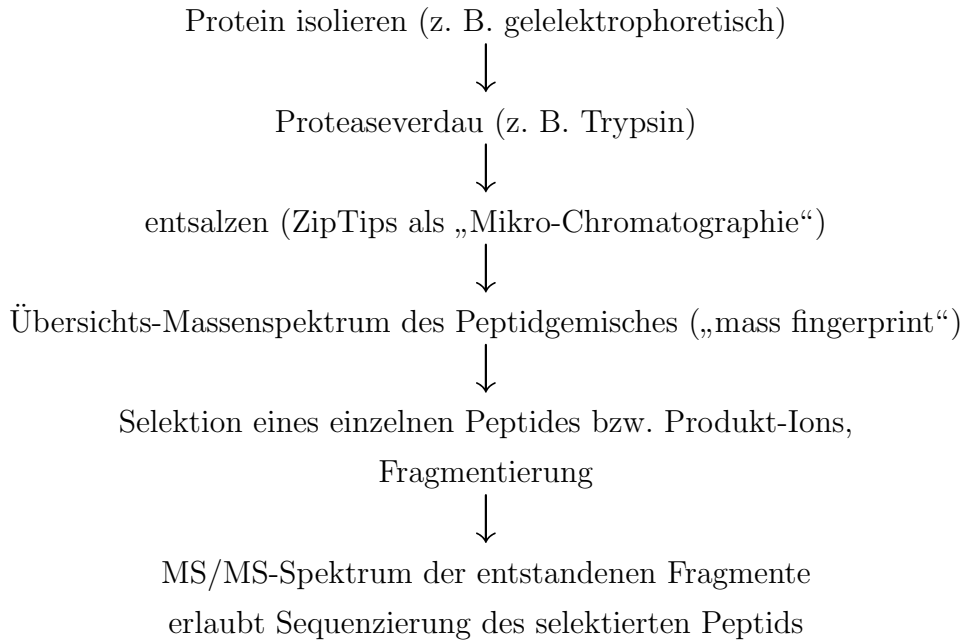 Protein isolieren (z. B. gelelektrophoretisch)
Proteaseverdau (z. B. Trypsin)
entsalzen (ZipTips als „Mikro-Chromatographie“)
Übersichts-Massenspektrum des Peptidgemisches („mass fingerprint“)
Selektion eines einzelnen Peptides bzw. Produkt-Ions,
Fragmentierung
MS/MS-Spektrum der entstandenen Fragmente
erlaubt Sequenzierung des selektierten Peptids